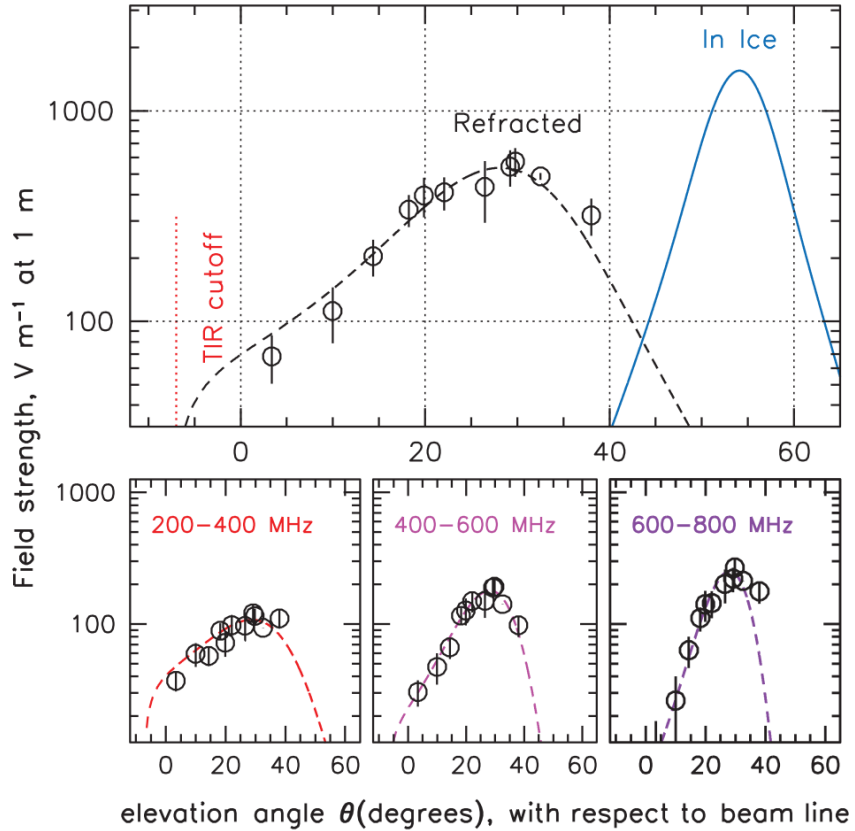 In Ice
1000
Refracted
100
TIR cutoff
0 20 40 60
Field strength, V m⁻¹ at 1 m
1000
100
200–400 MHz
400–600 MHz
600–800 MHz
0 20 40 60
0 20 40 60
0 20 40 60
elevation angle θ(degrees), with respect to beam line